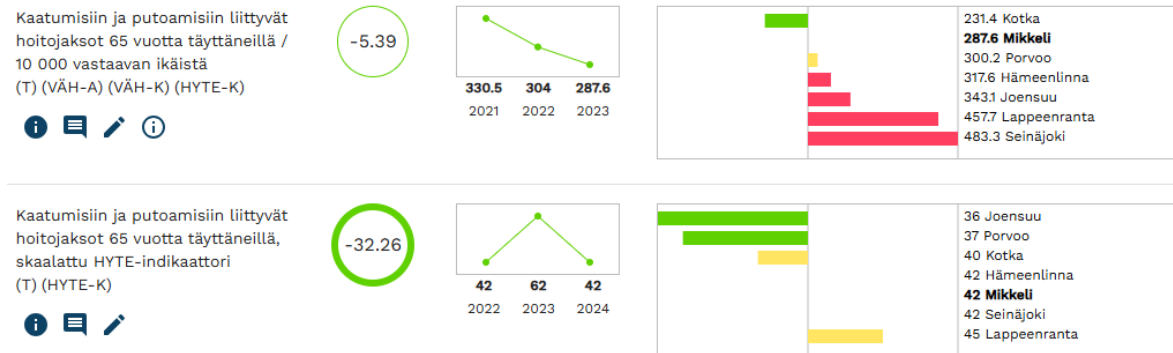 Kaatumisiin ja putoamisiin liittyvät
hoitojaksot 65 vuotta täyttäneillä /
10 000 vastaavan ikäistä
(T) (VÄH-A) (VÄH-K) (HYTE-K)
-5.39
330.5 304 287.6
2021 2022 2023
231.4 Kotka
287.6 Mikkeli
300.2 Porvoo
317.6 Hämeenlinna
343.1 Joensuu
457.7 Lappeenranta
483.3 Seinäjoki
Kaatumisiin ja putoamisiin liittyvät
hoitojaksot 65 vuotta täyttäneillä,
skaalattu HYTE-indikaattori
(T) (HYTE-K)
-32.26
42 62 42
2022 2023 2024
36 Joensuu
37 Porvoo
40 Kotka
42 Hämeenlinna
42 Mikkeli
42 Seinäjoki
45 Lappeenranta